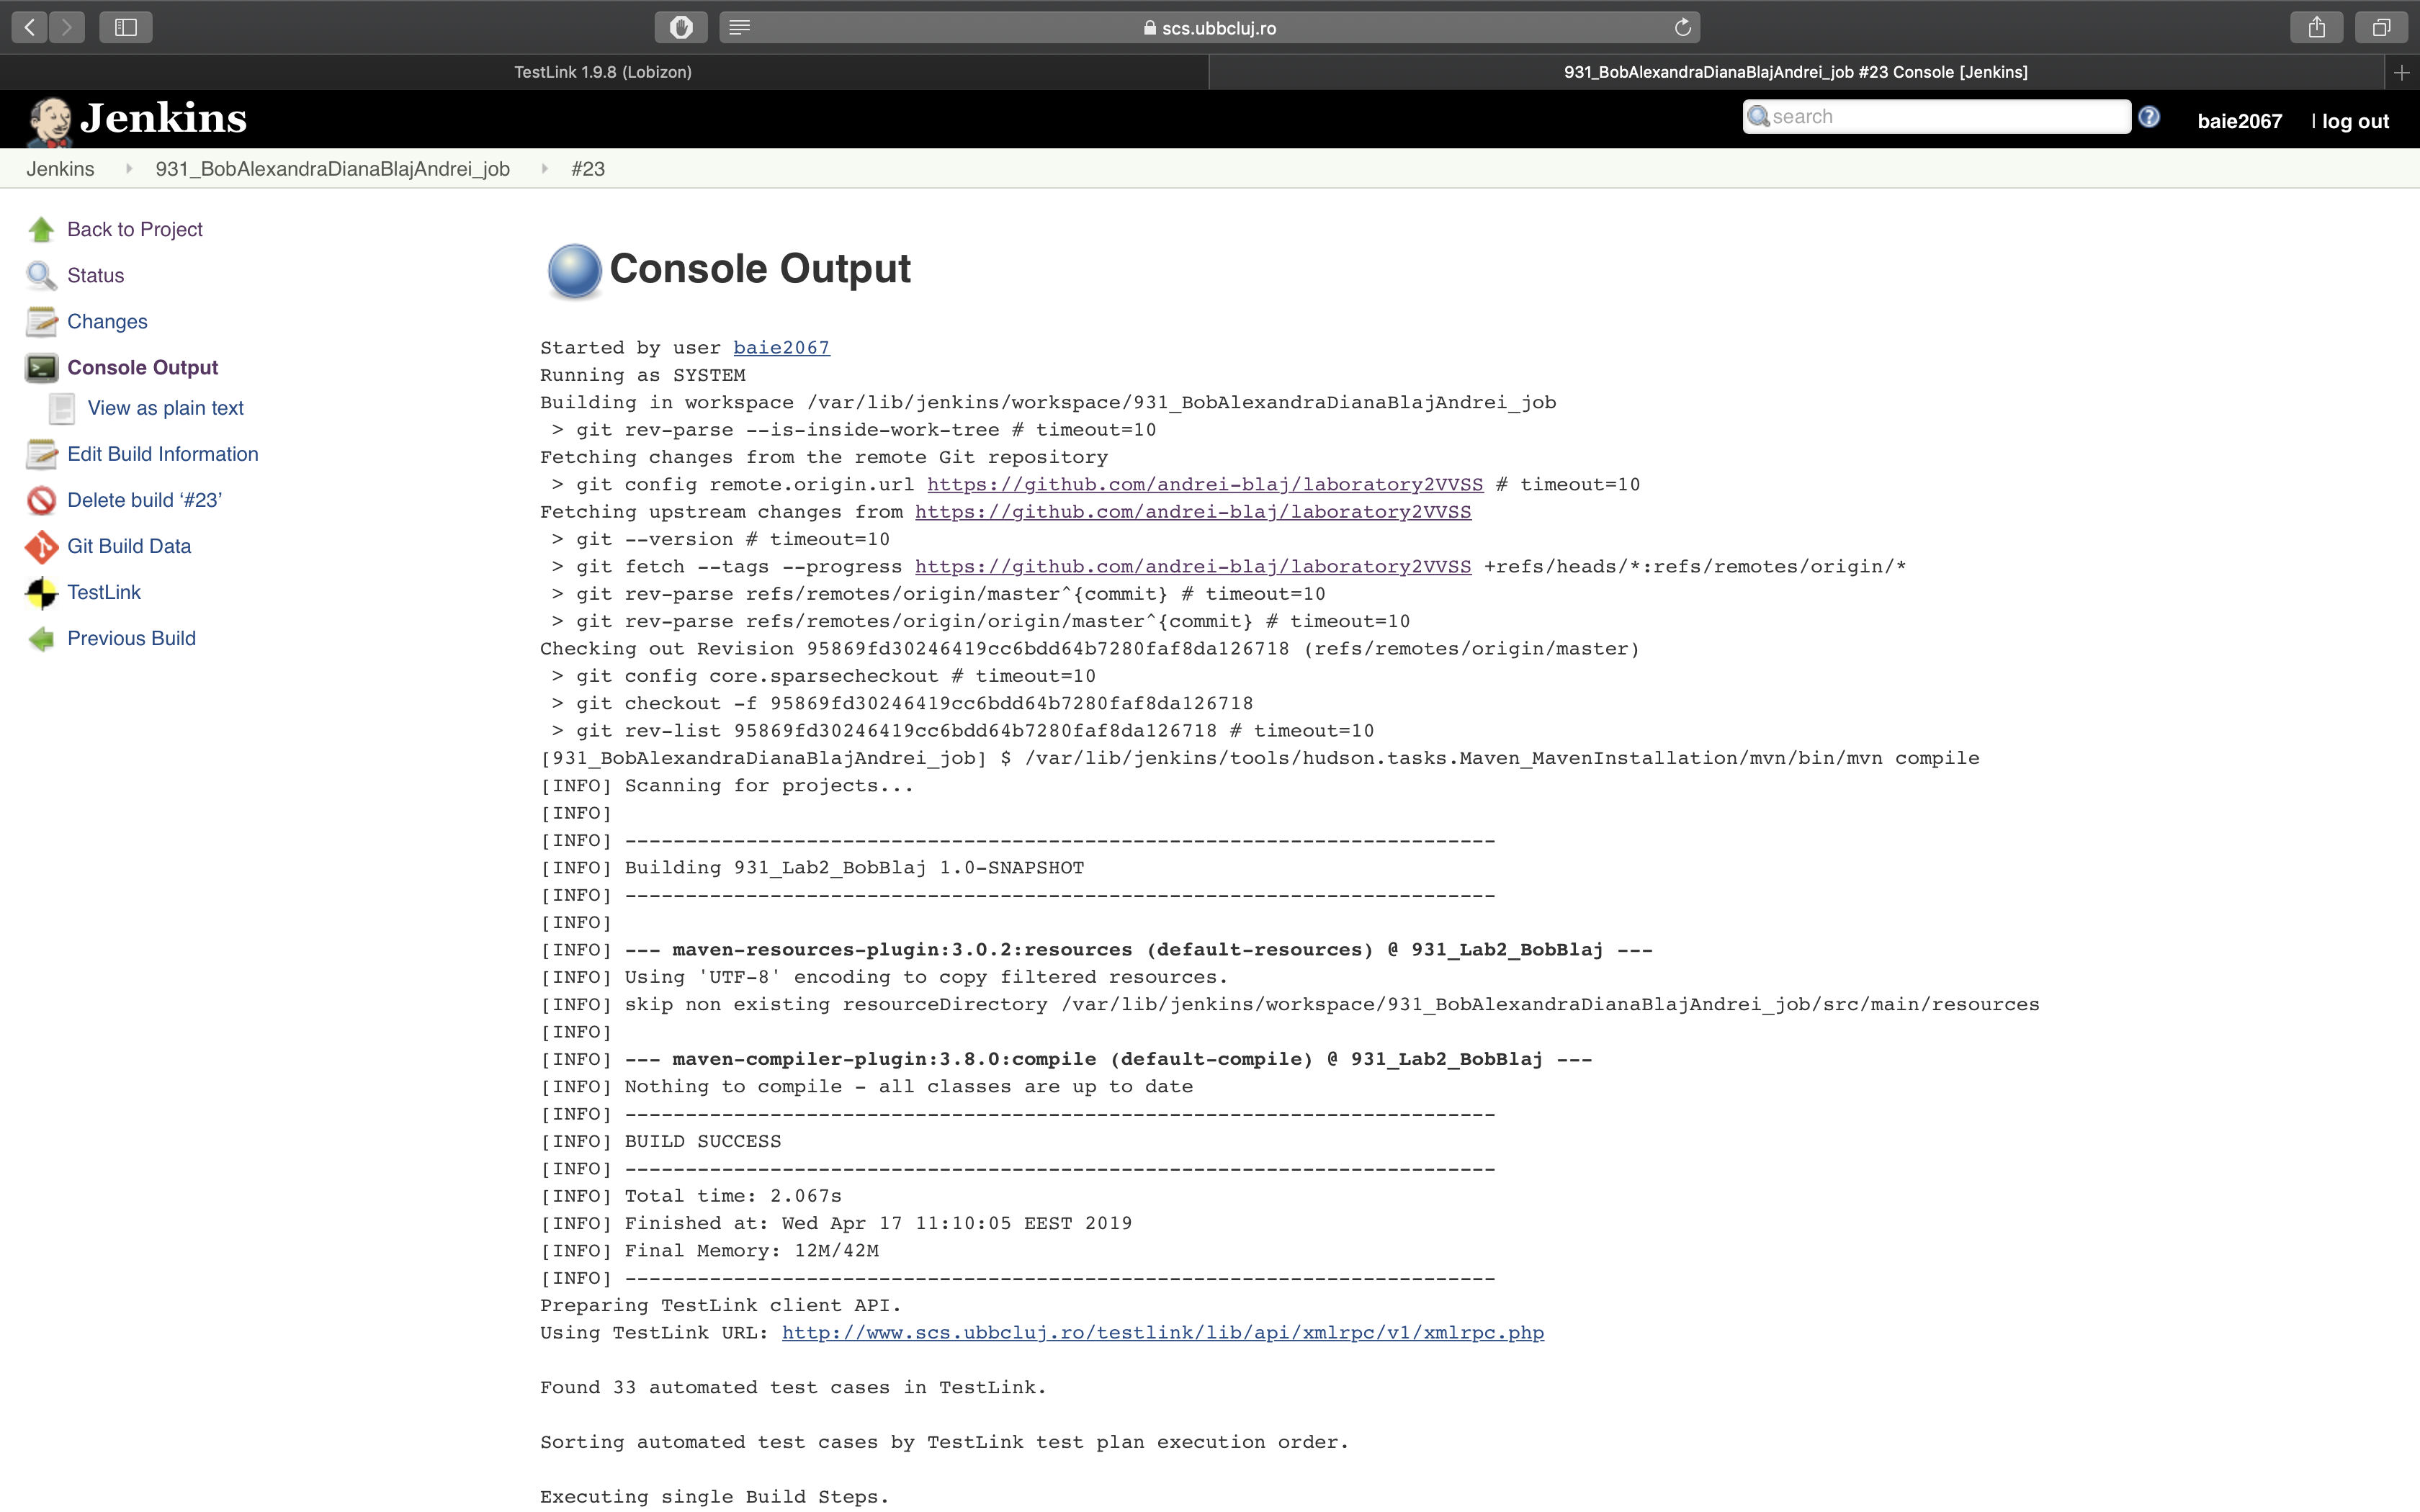 scs.ubbcluj.ro
TestLink 1.9.8 (Lobizon)
931_BobAlexandraDianaBlajAndrei_job #23 Console [Jenkins]
Jenkins
search
baie2067
| log out
Jenkins
931_BobAlexandraDianaBlajAndrei_job
#23
Back to Project
Status
Changes
Console Output
View as plain text
Edit Build Information
Delete build ‘#23’
Git Build Data
TestLink
Previous Build
Console Output
Started by user baie2067
Running as SYSTEM
Building in workspace /var/lib/jenkins/workspace/931_BobAlexandraDianaBlajAndrei_job
> git rev-parse --is-inside-work-tree # timeout=10
Fetching changes from the remote Git repository
> git config remote.origin.url https://github.com/andrei-blaj/laboratory2VVSS # timeout=10
Fetching upstream changes from https://github.com/andrei-blaj/laboratory2VVSS
> git --version # timeout=10
> git fetch --tags --progress https://github.com/andrei-blaj/laboratory2VVSS +refs/heads/*:refs/remotes/origin/*
> git rev-parse refs/remotes/origin/master^{commit} # timeout=10
> git rev-parse refs/remotes/origin/origin/master^{commit} # timeout=10
Checking out Revision 95869fd30246419cc6bdd64b7280faf8da126718 (refs/remotes/origin/master)
> git config core.sparsecheckout # timeout=10
> git checkout -f 95869fd30246419cc6bdd64b7280faf8da126718
> git rev-list 95869fd30246419cc6bdd64b7280faf8da126718 # timeout=10
[931_BobAlexandraDianaBlajAndrei_job] $ /var/lib/jenkins/tools/hudson.tasks.Maven_MavenInstallation/mvn/bin/mvn compile
[INFO] Scanning for projects...
[INFO]
[INFO] ------------------------------------------------------------------------
[INFO] Building 931_Lab2_BobBlaj 1.0-SNAPSHOT
[INFO] ------------------------------------------------------------------------
[INFO]
[INFO] --- maven-resources-plugin:3.0.2:resources (default-resources) @ 931_Lab2_BobBlaj ---
[INFO] Using 'UTF-8' encoding to copy filtered resources.
[INFO] skip non existing resourceDirectory /var/lib/jenkins/workspace/931_BobAlexandraDianaBlajAndrei_job/src/main/resources
[INFO]
[INFO] --- maven-compiler-plugin:3.8.0:compile (default-compile) @ 931_Lab2_BobBlaj ---
[INFO] Nothing to compile - all classes are up to date
[INFO] ------------------------------------------------------------------------
[INFO] BUILD SUCCESS
[INFO] ------------------------------------------------------------------------
[INFO] Total time: 2.067s
[INFO] Finished at: Wed Apr 17 11:10:05 EEST 2019
[INFO] Final Memory: 12M/42M
[INFO] ------------------------------------------------------------------------
Preparing TestLink client API.
Using TestLink URL: http://www.scs.ubbcluj.ro/testlink/lib/api/xmlrpc/v1/xmlrpc.php
Found 33 automated test cases in TestLink.
Sorting automated test cases by TestLink test plan execution order.
Executing single Build Steps.